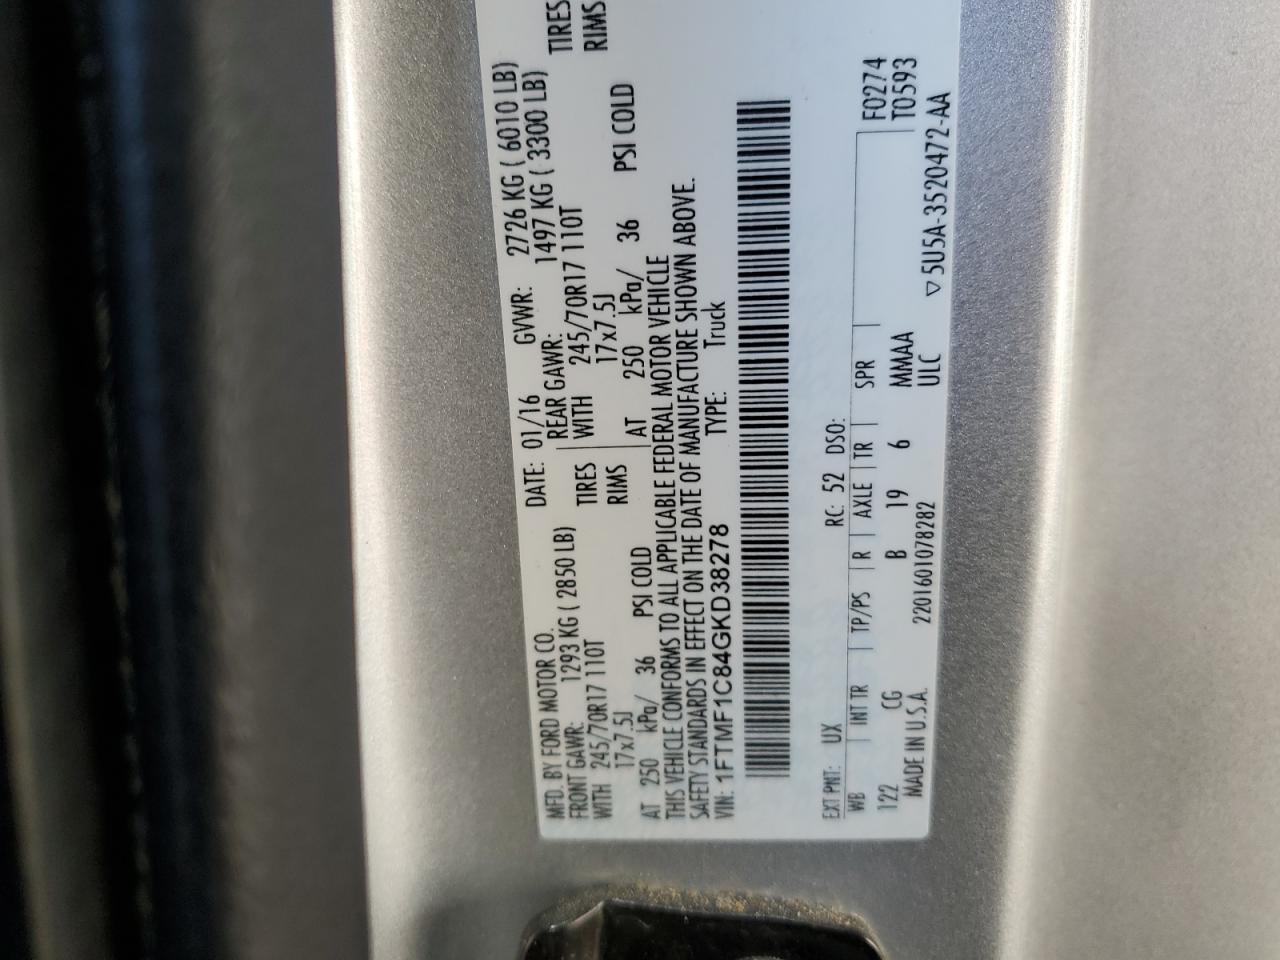 MFD. BY FORD MOTOR CO.
DATE: 01/16 GVWR: 2726 KG ( 6010 LB)
FRONT GAWR: 1293 KG ( 2850 LB) REAR GAWR: 1497 KG ( 3300 LB)
WITH 245/70R17 110T TIRES WITH 245/70R17 110T TIRES
17x7.5J RIMS 17x7.5J RIMS
AT 250 kPa/ 36 PSI COLD AT 250 kPa/ 36 PSI COLD
THIS VEHICLE CONFORMS TO ALL APPLICABLE FEDERAL MOTOR VEHICLE
SAFETY STANDARDS IN EFFECT ON THE DATE OF MANUFACTURE SHOWN ABOVE.
VIN: 1FTMF1C84GKD38278 TYPE: Truck
F0274
T0593
EXT PNT: UX RC: 52 DSO:
WB INT TR TP/PS R AXLE TR SPR
122 CG B 19 6 MMAA
ULC
MADE IN U.S.A. 2201601078282 ▽ 5U5A-3520472-AA